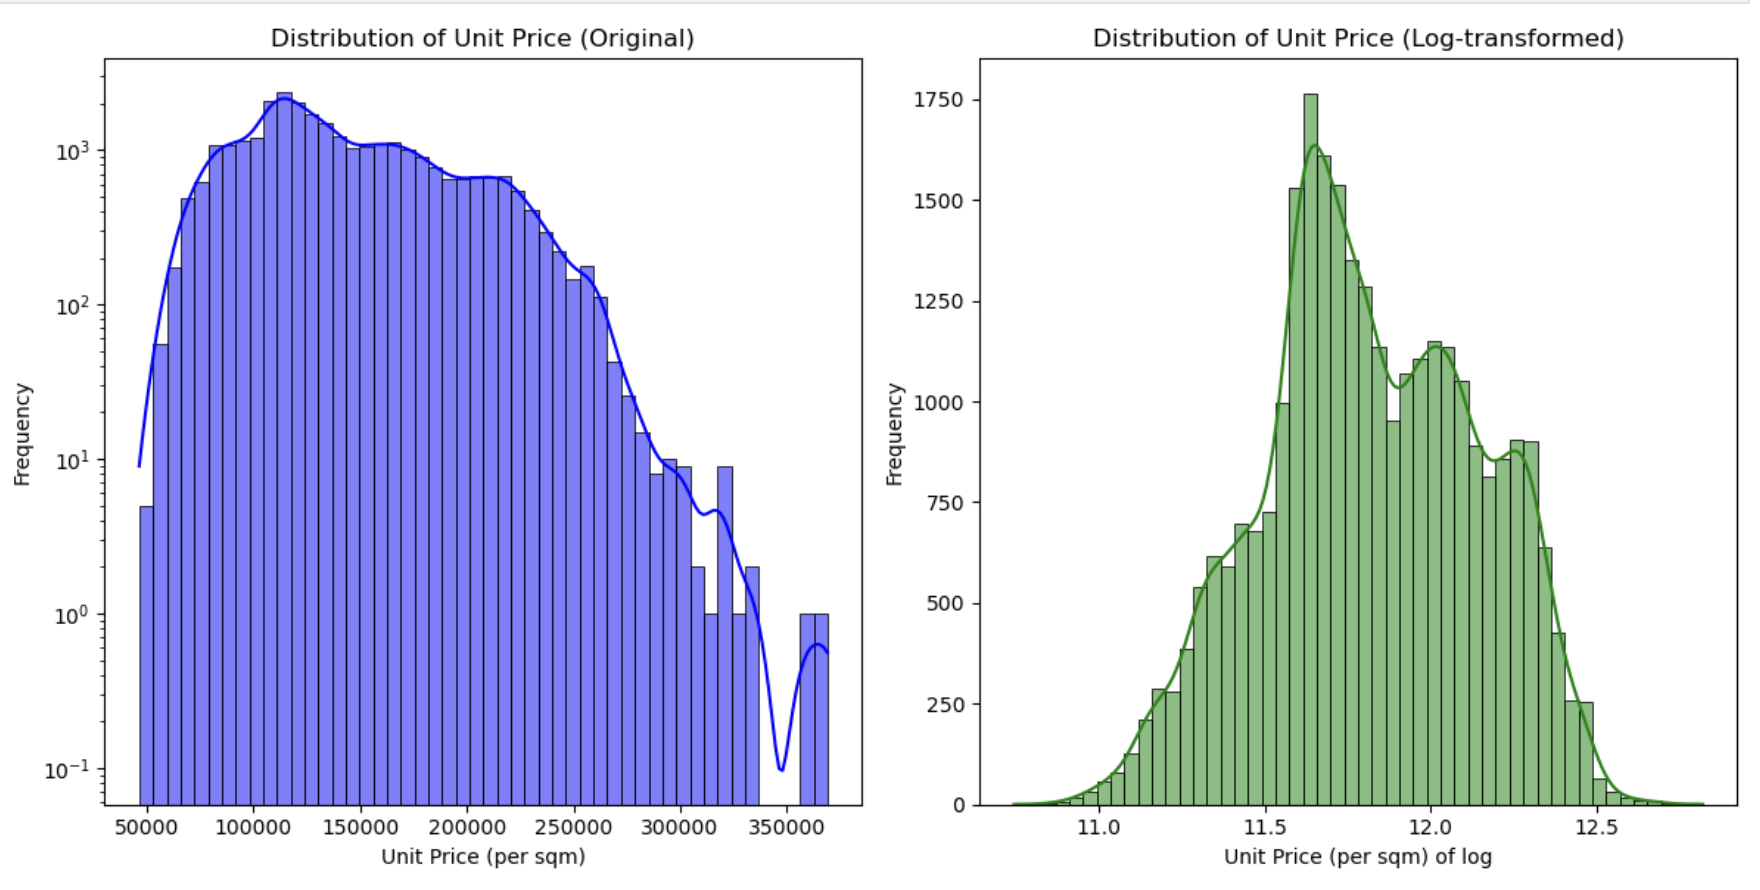 Distribution of Unit Price (Original)
Frequency
10³
10²
10¹
10⁰
10⁻¹
50000 100000 150000 200000 250000 300000 350000
Unit Price (per sqm)
Distribution of Unit Price (Log-transformed)
Frequency
1750
1500
1250
1000
750
500
250
0
11.0 11.5 12.0 12.5
Unit Price (per sqm) of log